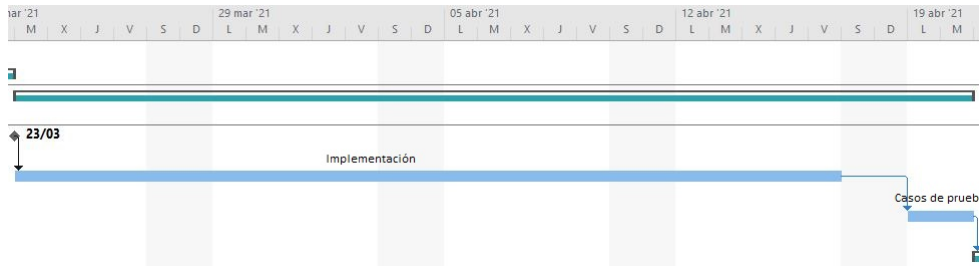 mar '21 29 mar '21 05 abr '21 12 abr '21 19 abr '21
M X J V S D L M X J V S D L M X J V S D L M X J V S D L M
23/03
Implementación
Casos de prueb